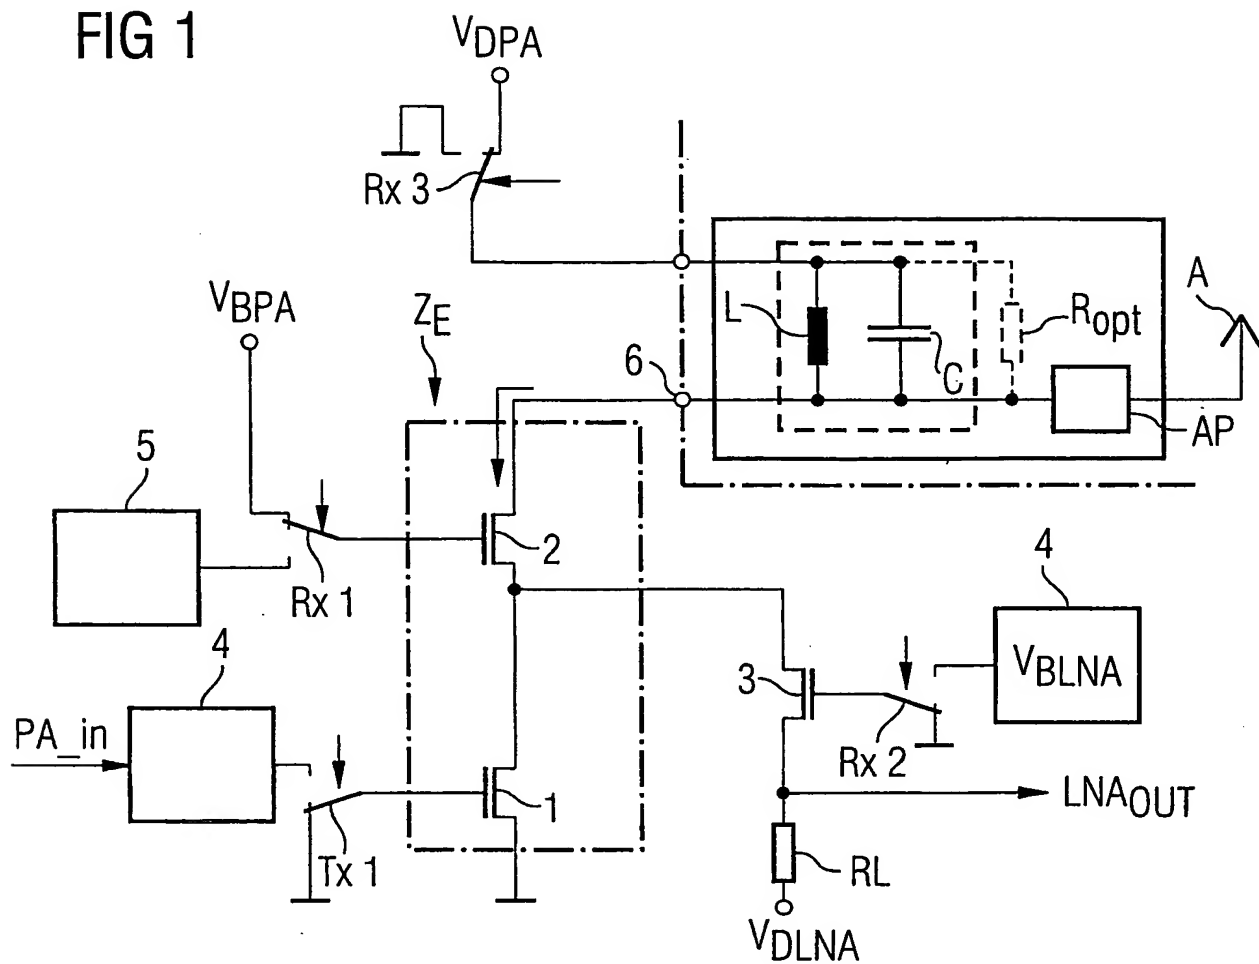 FIG 1
VDPA
Rx 3
A
VBPA
ZE
L
Ropt
6
C
AP
5
2
4
Rx 1
4
VBLNA
3
PA_in
Rx 2
1
LNAOUT
Tx 1
RL
VDLNA